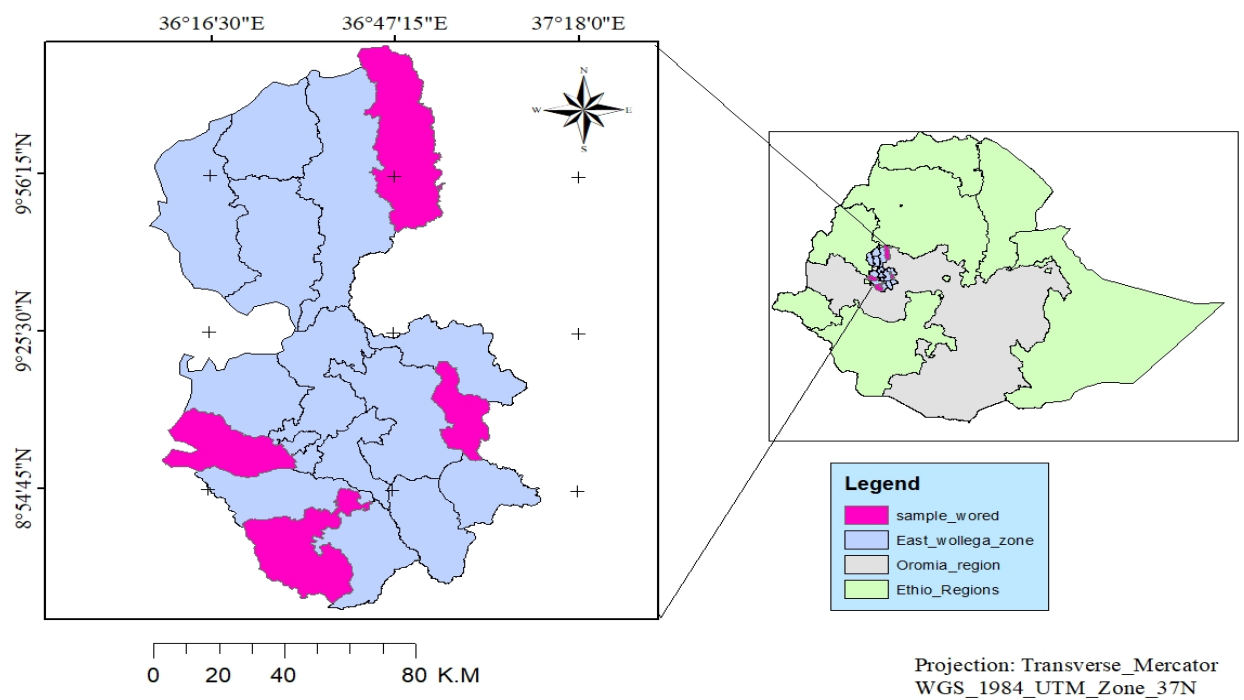 36°16'30"E 36°47'15"E 37°18'0"E
9°56'15"N
9°25'30"N
8°54'45"N
N
W E
S
Legend
sample_wored
East_wollega_zone
Oromia_region
Ethio_Regions
0 20 40 80 K.M
Projection: Transverse_Mercator
WGS_1984_UTM_Zone_37N